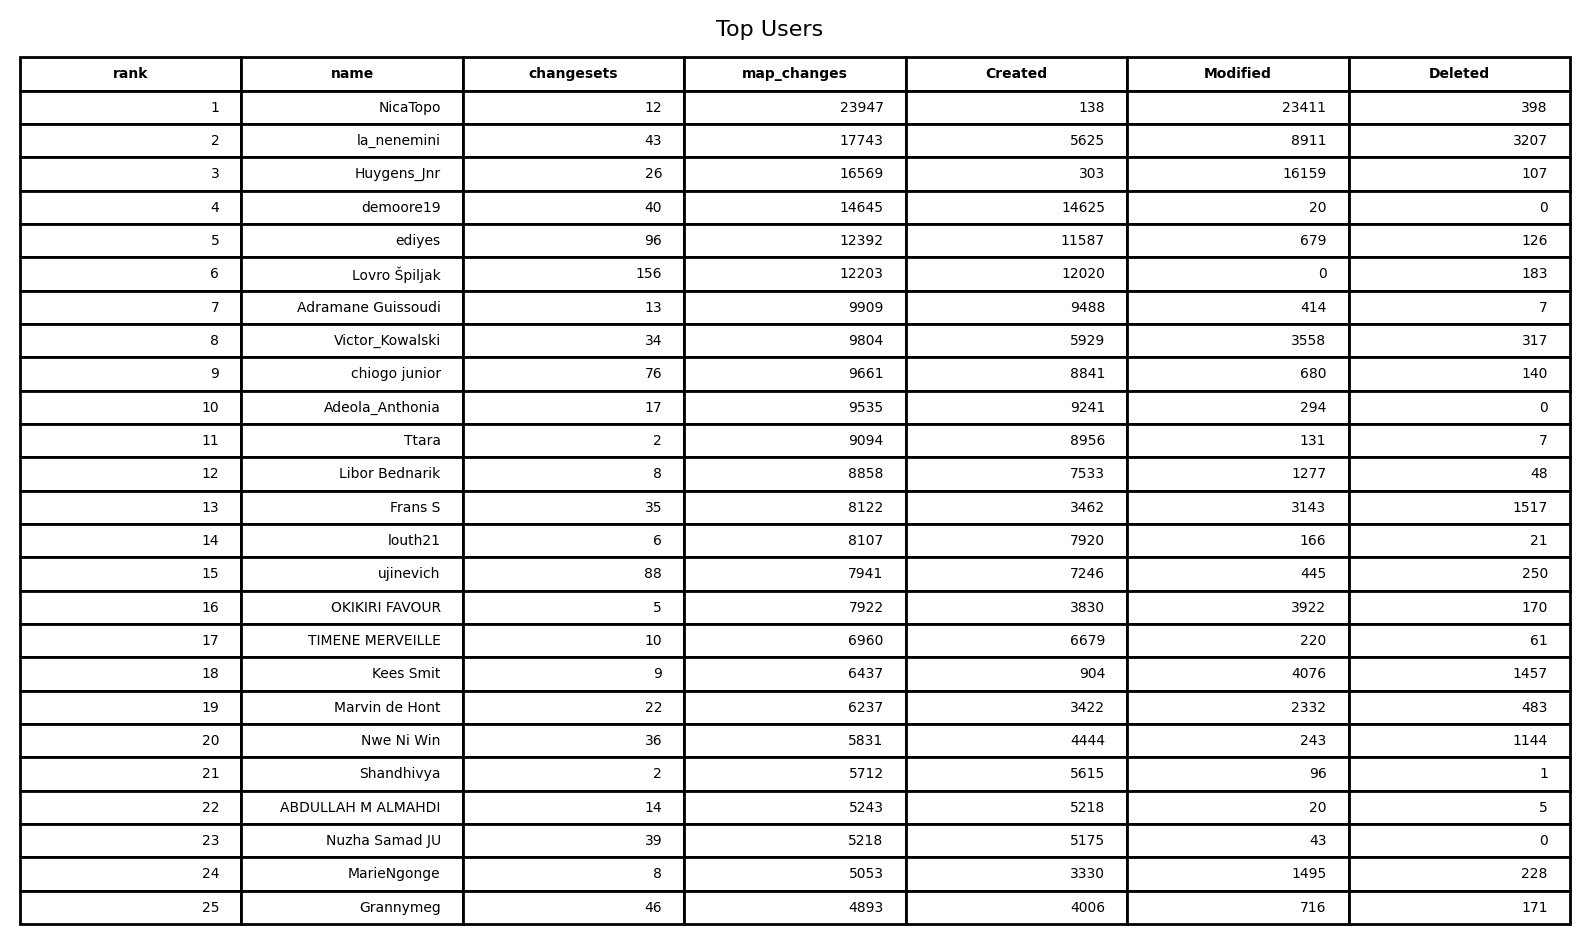 Top Users
rank name changesets map_changes Created Modified Deleted
1 NicaTopo 12 23947 138 23411 398
2 la_nenemini 43 17743 5625 8911 3207
3 Huygens_Jnr 26 16569 303 16159 107
4 demoore19 40 14645 14625 20 0
5 ediyes 96 12392 11587 679 126
6 Lovro Špiljak 156 12203 12020 0 183
7 Adramane Guissoudi 13 9909 9488 414 7
8 Victor_Kowalski 34 9804 5929 3558 317
9 chiogo junior 76 9661 8841 680 140
10 Adeola_Anthonia 17 9535 9241 294 0
11 Ttara 2 9094 8956 131 7
12 Libor Bednarik 8 8858 7533 1277 48
13 Frans S 35 8122 3462 3143 1517
14 louth21 6 8107 7920 166 21
15 ujinevich 88 7941 7246 445 250
16 OKIKIRI FAVOUR 5 7922 3830 3922 170
17 TIMENE MERVEILLE 10 6960 6679 220 61
18 Kees Smit 9 6437 904 4076 1457
19 Marvin de Hont 22 6237 3422 2332 483
20 Nwe Ni Win 36 5831 4444 243 1144
21 Shandhivya 2 5712 5615 96 1
22 ABDULLAH M ALMAHDI 14 5243 5218 20 5
23 Nuzha Samad JU 39 5218 5175 43 0
24 MarieNgonge 8 5053 3330 1495 228
25 Grannymeg 46 4893 4006 716 171